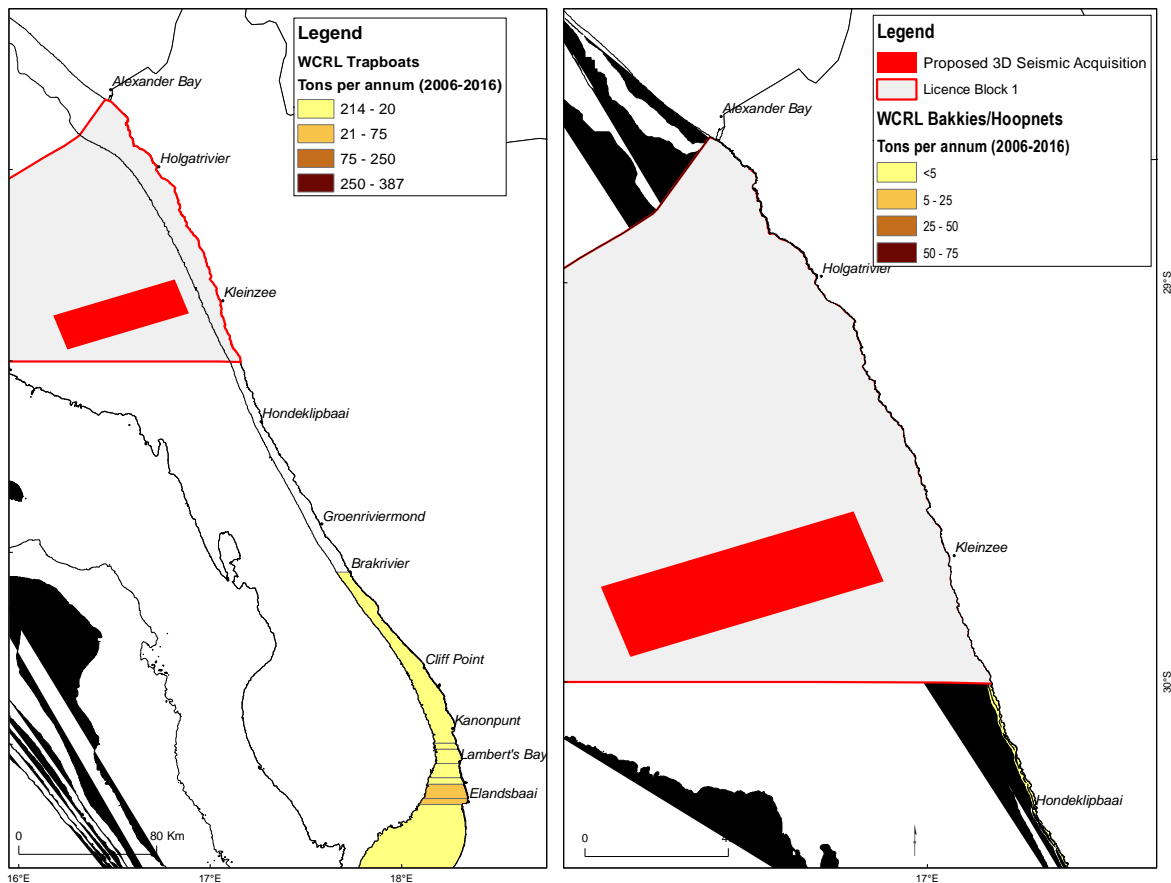 Legend
WCRL Trapboats
Tons per annum (2006-2016)
214 - 20
21 - 75
75 - 250
250 - 387
Alexander Bay
Holgatrivier
Kleinzee
Hondeklipbaai
Groenriviermond
Brakrivier
Cliff Point
Kanonpunt
Lambert's Bay
Elandsbaai
0 80 Km
16°E 17°E 18°E
Legend
Proposed 3D Seismic Acquisition
Licence Block 1
WCRL Bakkies/Hoopnets
Tons per annum (2006-2016)
<5
5 - 25
25 - 50
50 - 75
Alexander Bay
Holgatrivier
29°S
Kleinzee
30°S
Hondeklipbaai
0
17°E